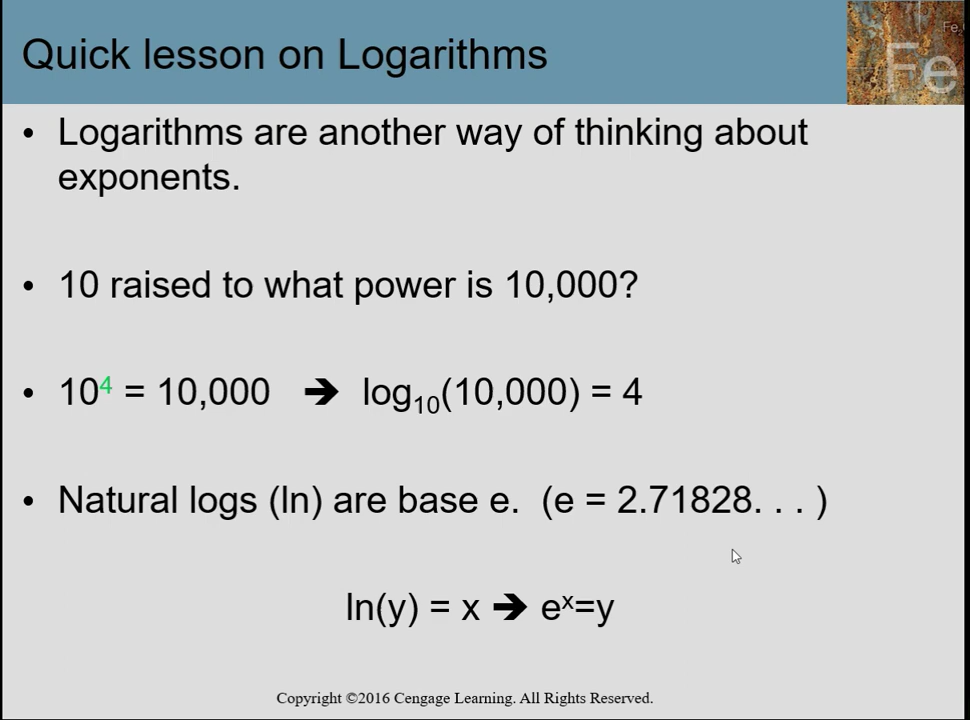 Quick lesson on Logarithms
Fe
Fe
• Logarithms are another way of thinking about
exponents.
• 10 raised to what power is 10,000?
• 10⁴ = 10,000 ➔ log₁₀(10,000) = 4
• Natural logs (ln) are base e. (e = 2.71828. . . )
ln(y) = x ➔ eˣ=y
Copyright ©2016 Cengage Learning. All Rights Reserved.